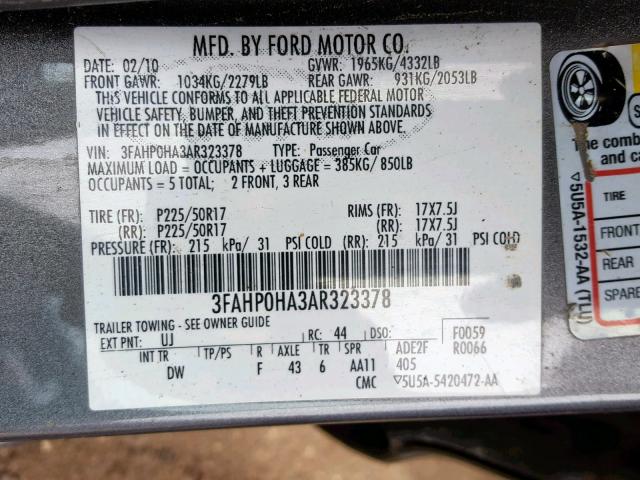 MFD. BY FORD MOTOR CO.
DATE: 02/10 GVWR: 1965KG/4332LB
FRONT GAWR: 1034KG/2279LB REAR GAWR: 931KG/2053LB
THIS VEHICLE CONFORMS TO ALL APPLICABLE FEDERAL MOTOR
VEHICLE SAFETY, BUMPER, AND THEFT PREVENTION STANDARDS
IN EFFECT ON THE DATE OF MANUFACTURE SHOWN ABOVE.
VIN: 3FAHP0HA3AR323378 TYPE: Passenger Car
MAXIMUM LOAD = OCCUPANTS + LUGGAGE = 385KG/ 850LB
OCCUPANTS = 5 TOTAL; 2 FRONT, 3 REAR
TIRE (FR): P225/50R17 RIMS (FR): 17X7.5J
(RR): P225/50R17 (RR): 17X7.5J
PRESSURE (FR): 215 kPa/ 31 PSI COLD (RR): 215 kPa/ 31 PSI COLD
3FAHP0HA3AR323378
TRAILER TOWING - SEE OWNER GUIDE
EXT PNT: UJ RC: 44 DSO: F0059
INT TR TP/PS R AXLE TR SPR ADE2F R0066
DW F 43 6 AA11 405
CMC ▽5U5A-5420472-AA
The comb
and ca
TIRE
FRONT
REAR
SPARE
▽5U5A-1532-AA (TLU)